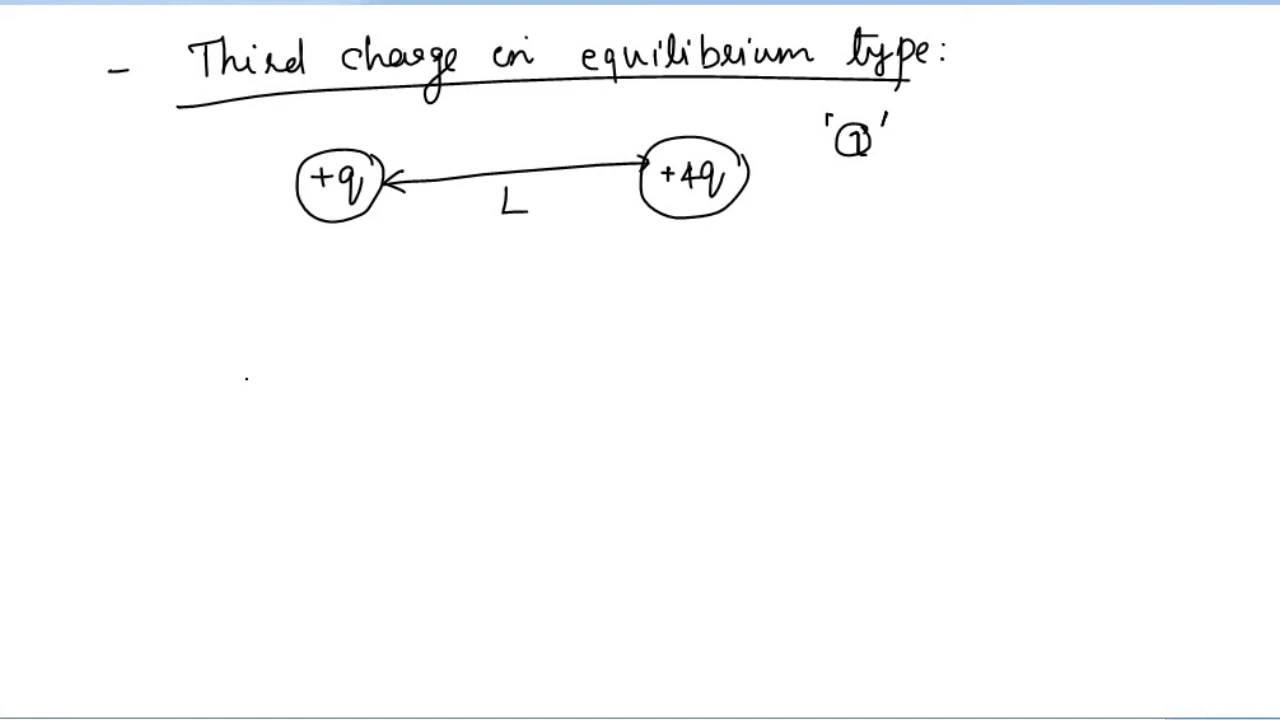 - Third charge in equilibrium type:
'①'
+q +4q
L